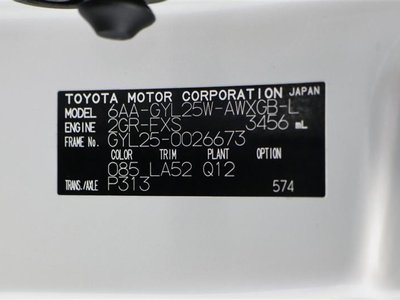 TOYOTA MOTOR CORPORATION JAPAN
MODEL 6AA-GYL25W-AWXGB-L
ENGINE 2GR-FXS 3456 mL
FRAME No. GYL25-0026673
COLOR TRIM PLANT OPTION
085 LA52 Q12
TRANS./AXLE P313 574